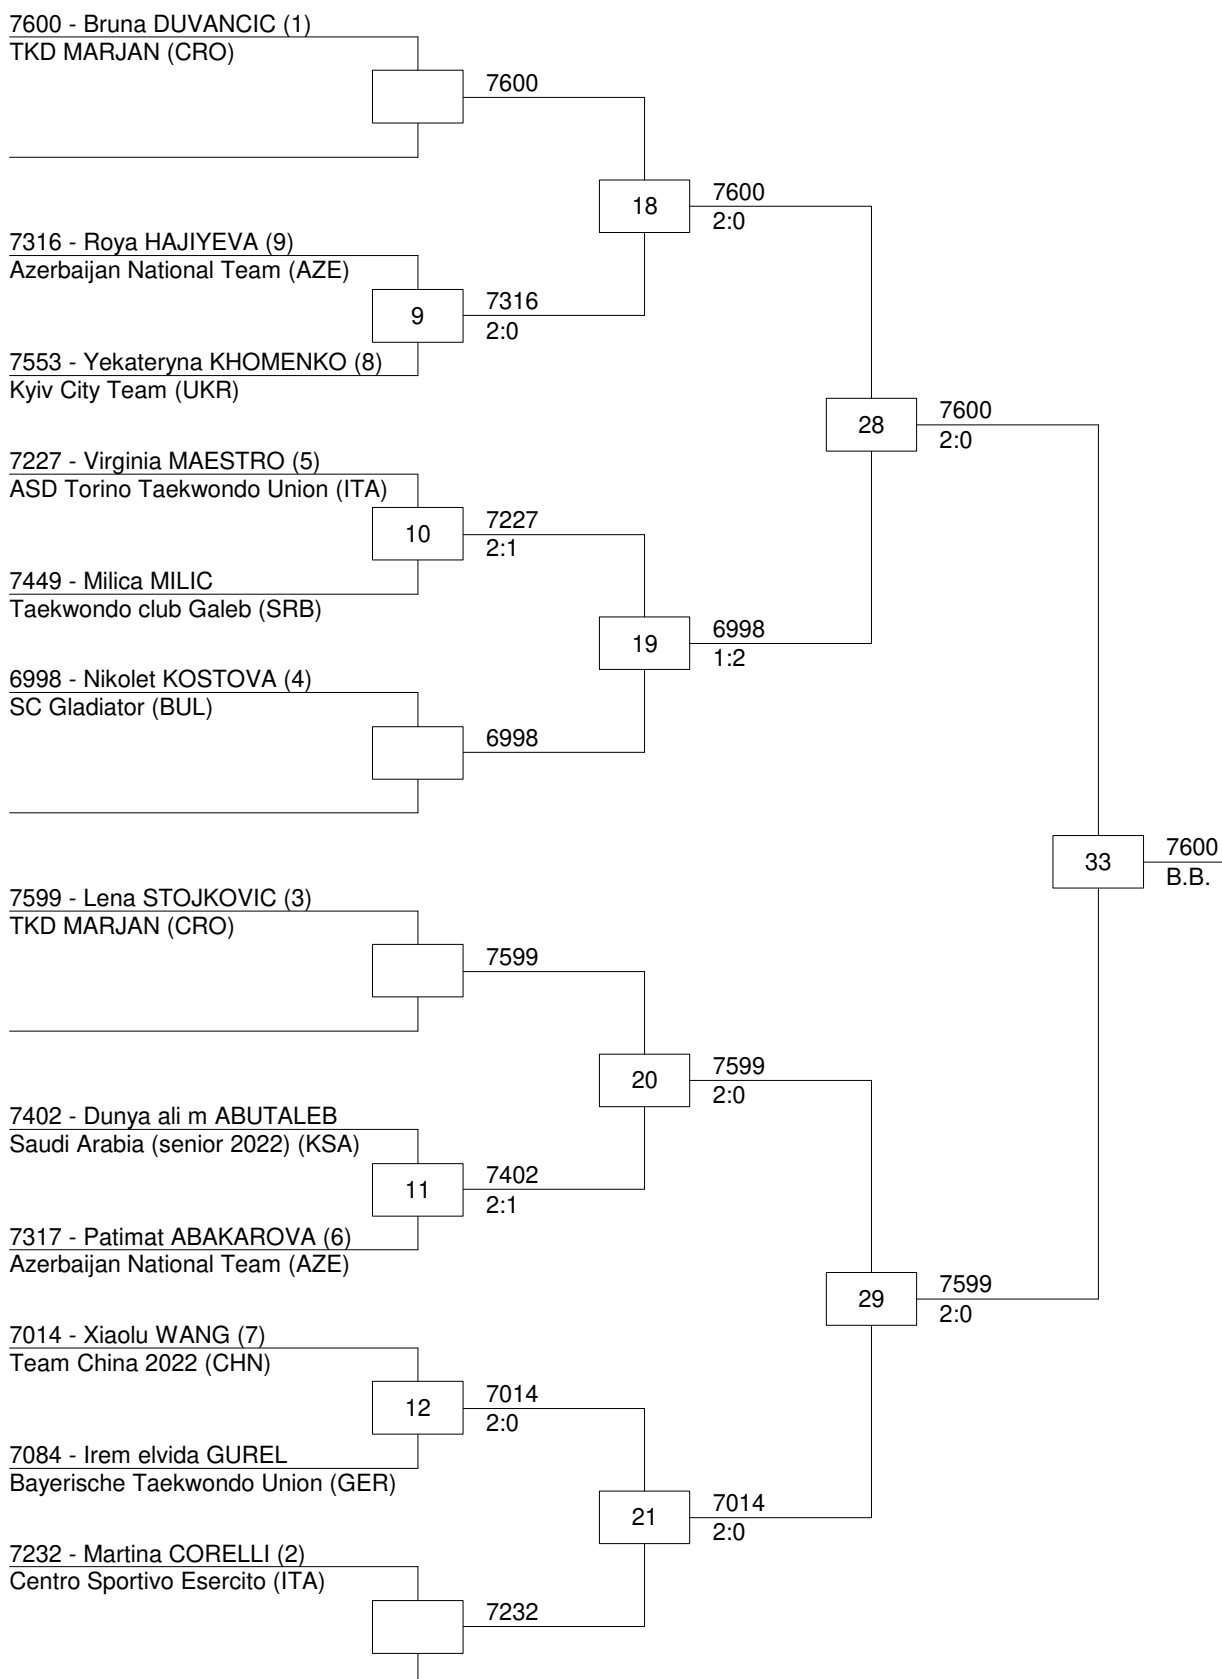 7600 - Bruna DUVANCIC (1)
TKD MARJAN (CRO)
7600
18
7600
2:0
7316 - Roya HAJIYEVA (9)
Azerbaijan National Team (AZE)
9
7316
2:0
7553 - Yekateryna KHOMENKO (8)
Kyiv City Team (UKR)
28
7600
2:0
7227 - Virginia MAESTRO (5)
ASD Torino Taekwondo Union (ITA)
10
7227
2:1
7449 - Milica MILIC
Taekwondo club Galeb (SRB)
19
6998
1:2
6998 - Nikolet KOSTOVA (4)
SC Gladiator (BUL)
6998
33
7600
B.B.
7599 - Lena STOJKOVIC (3)
TKD MARJAN (CRO)
7599
20
7599
2:0
7402 - Dunya ali m ABUTALEB
Saudi Arabia (senior 2022) (KSA)
11
7402
2:1
7317 - Patimat ABAKAROVA (6)
Azerbaijan National Team (AZE)
29
7599
2:0
7014 - Xiaolu WANG (7)
Team China 2022 (CHN)
12
7014
2:0
7084 - Irem elvida GUREL
Bayerische Taekwondo Union (GER)
21
7014
2:0
7232 - Martina CORELLI (2)
Centro Sportivo Esercito (ITA)
7232